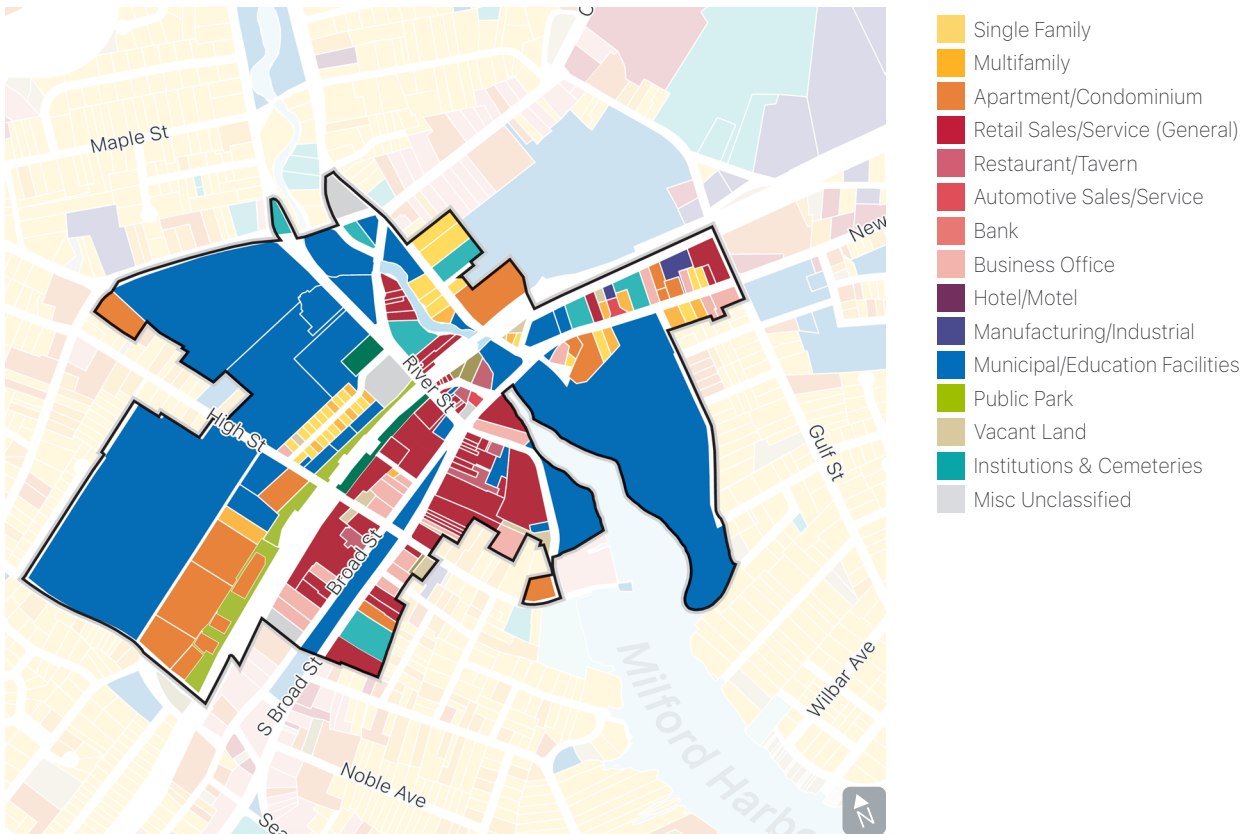 C
Maple St
New
River St
High St
Gulf St
Broad St
Wilbar Ave
S Broad St
Milford Harb
Noble Ave
Sea
N
Single Family
Multifamily
Apartment/Condominium
Retail Sales/Service (General)
Restaurant/Tavern
Automotive Sales/Service
Bank
Business Office
Hotel/Motel
Manufacturing/Industrial
Municipal/Education Facilities
Public Park
Vacant Land
Institutions & Cemeteries
Misc Unclassified